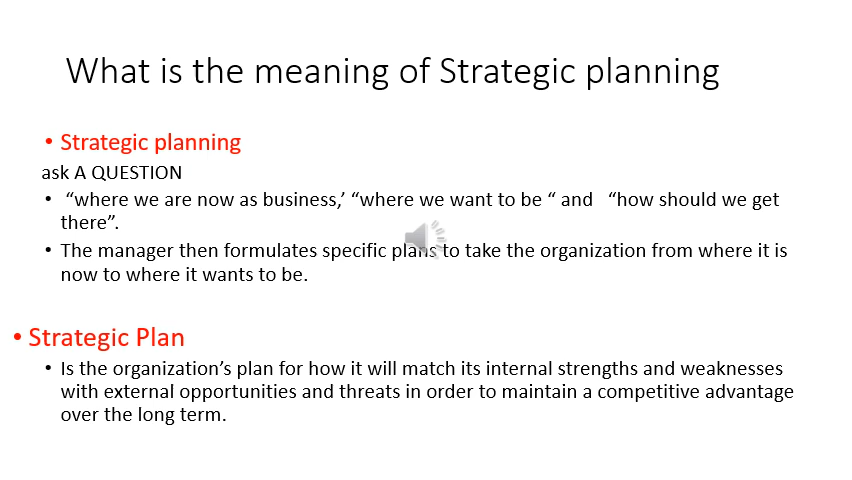 What is the meaning of Strategic planning
• Strategic planning
ask A QUESTION
• “where we are now as business,’ “where we want to be “ and “how should we get
there”.
• The manager then formulates specific plans to take the organization from where it is
now to where it wants to be.
• Strategic Plan
• Is the organization’s plan for how it will match its internal strengths and weaknesses
with external opportunities and threats in order to maintain a competitive advantage
over the long term.